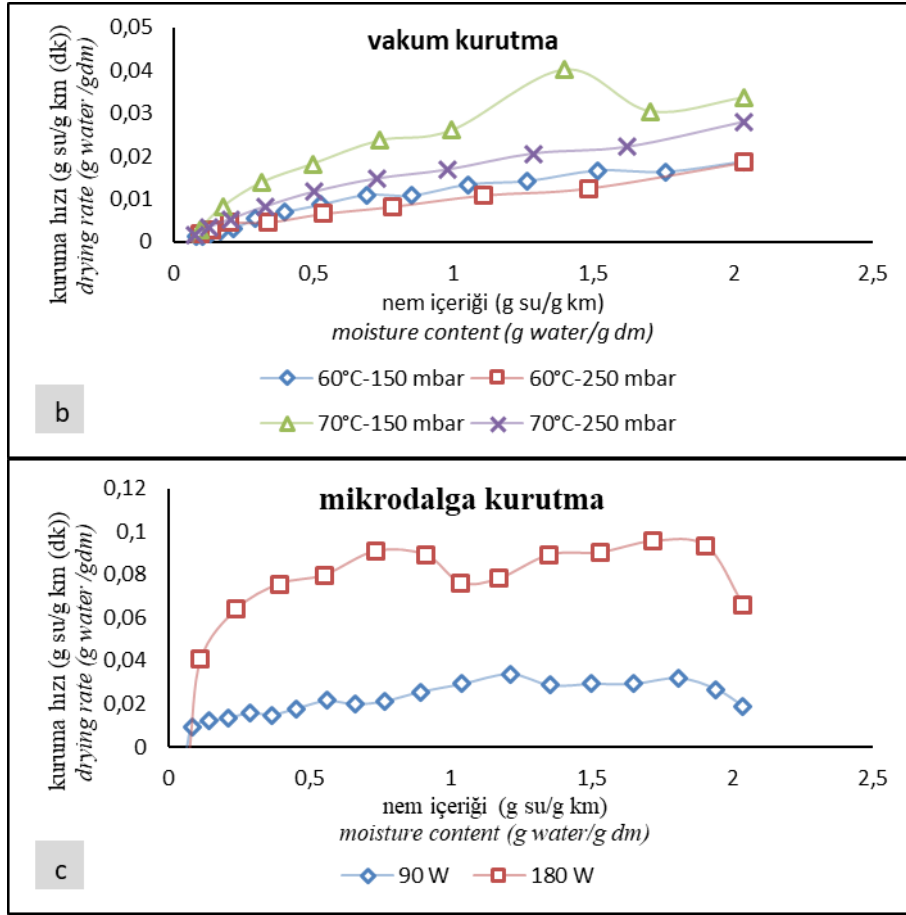 vakum kurutma
kuruma hızı (g su/g km (dk))
drying rate (g water /gdm)
0,05
0,04
0,03
0,02
0,01
0
0 0,5 1 1,5 2 2,5
nem içeriği (g su/g km)
moisture content (g water/g dm)
60°C-150 mbar 60°C-250 mbar
70°C-150 mbar 70°C-250 mbar
b
mikrodalga kurutma
kuruma hızı (g su/g km (dk))
drying rate (g water /gdm)
0,12
0,1
0,08
0,06
0,04
0,02
0
0 0,5 1 1,5 2 2,5
nem içeriği (g su/g km)
moisture content (g water/g dm)
90 W 180 W
c